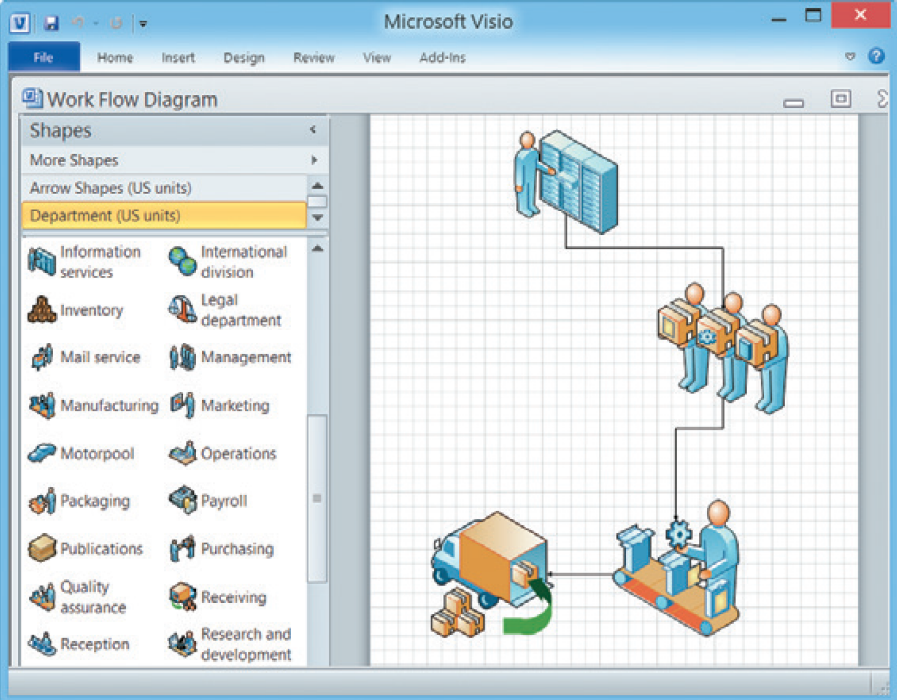 Microsoft Visio
File Home Insert Design Review View Add-Ins
Work Flow Diagram
Shapes
More Shapes
Arrow Shapes (US units)
Department (US units)
Information services
International division
Inventory
Legal department
Mail service
Management
Manufacturing
Marketing
Motorpool
Operations
Packaging
Payroll
Publications
Purchasing
Quality assurance
Receiving
Reception
Research and development